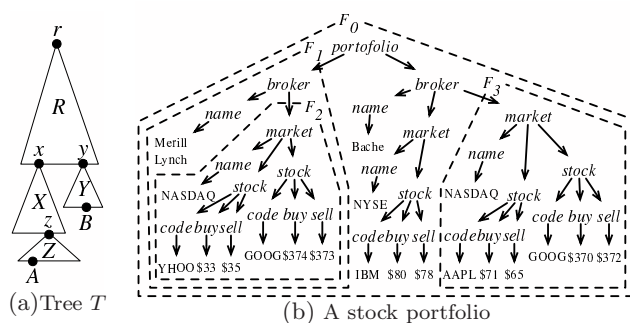 r
R
x
y
X
Y
z
B
Z
A
(a)Tree T
F0
portofolio
F1
broker
broker
F3
name
F2
name
market
Merill
Lynch
market
Bache
market
name
name
name
stock
NASDAQ
stock
stock
NYSE
stock
NASDAQ
stock
code buy sell
code buy sell
code buy sell
code buy sell
code buy sell
YHOO $33 $35
GOOG $374 $373
IBM $80 $78
AAPL $71 $65
GOOG $370 $372
(b) A stock portfolio